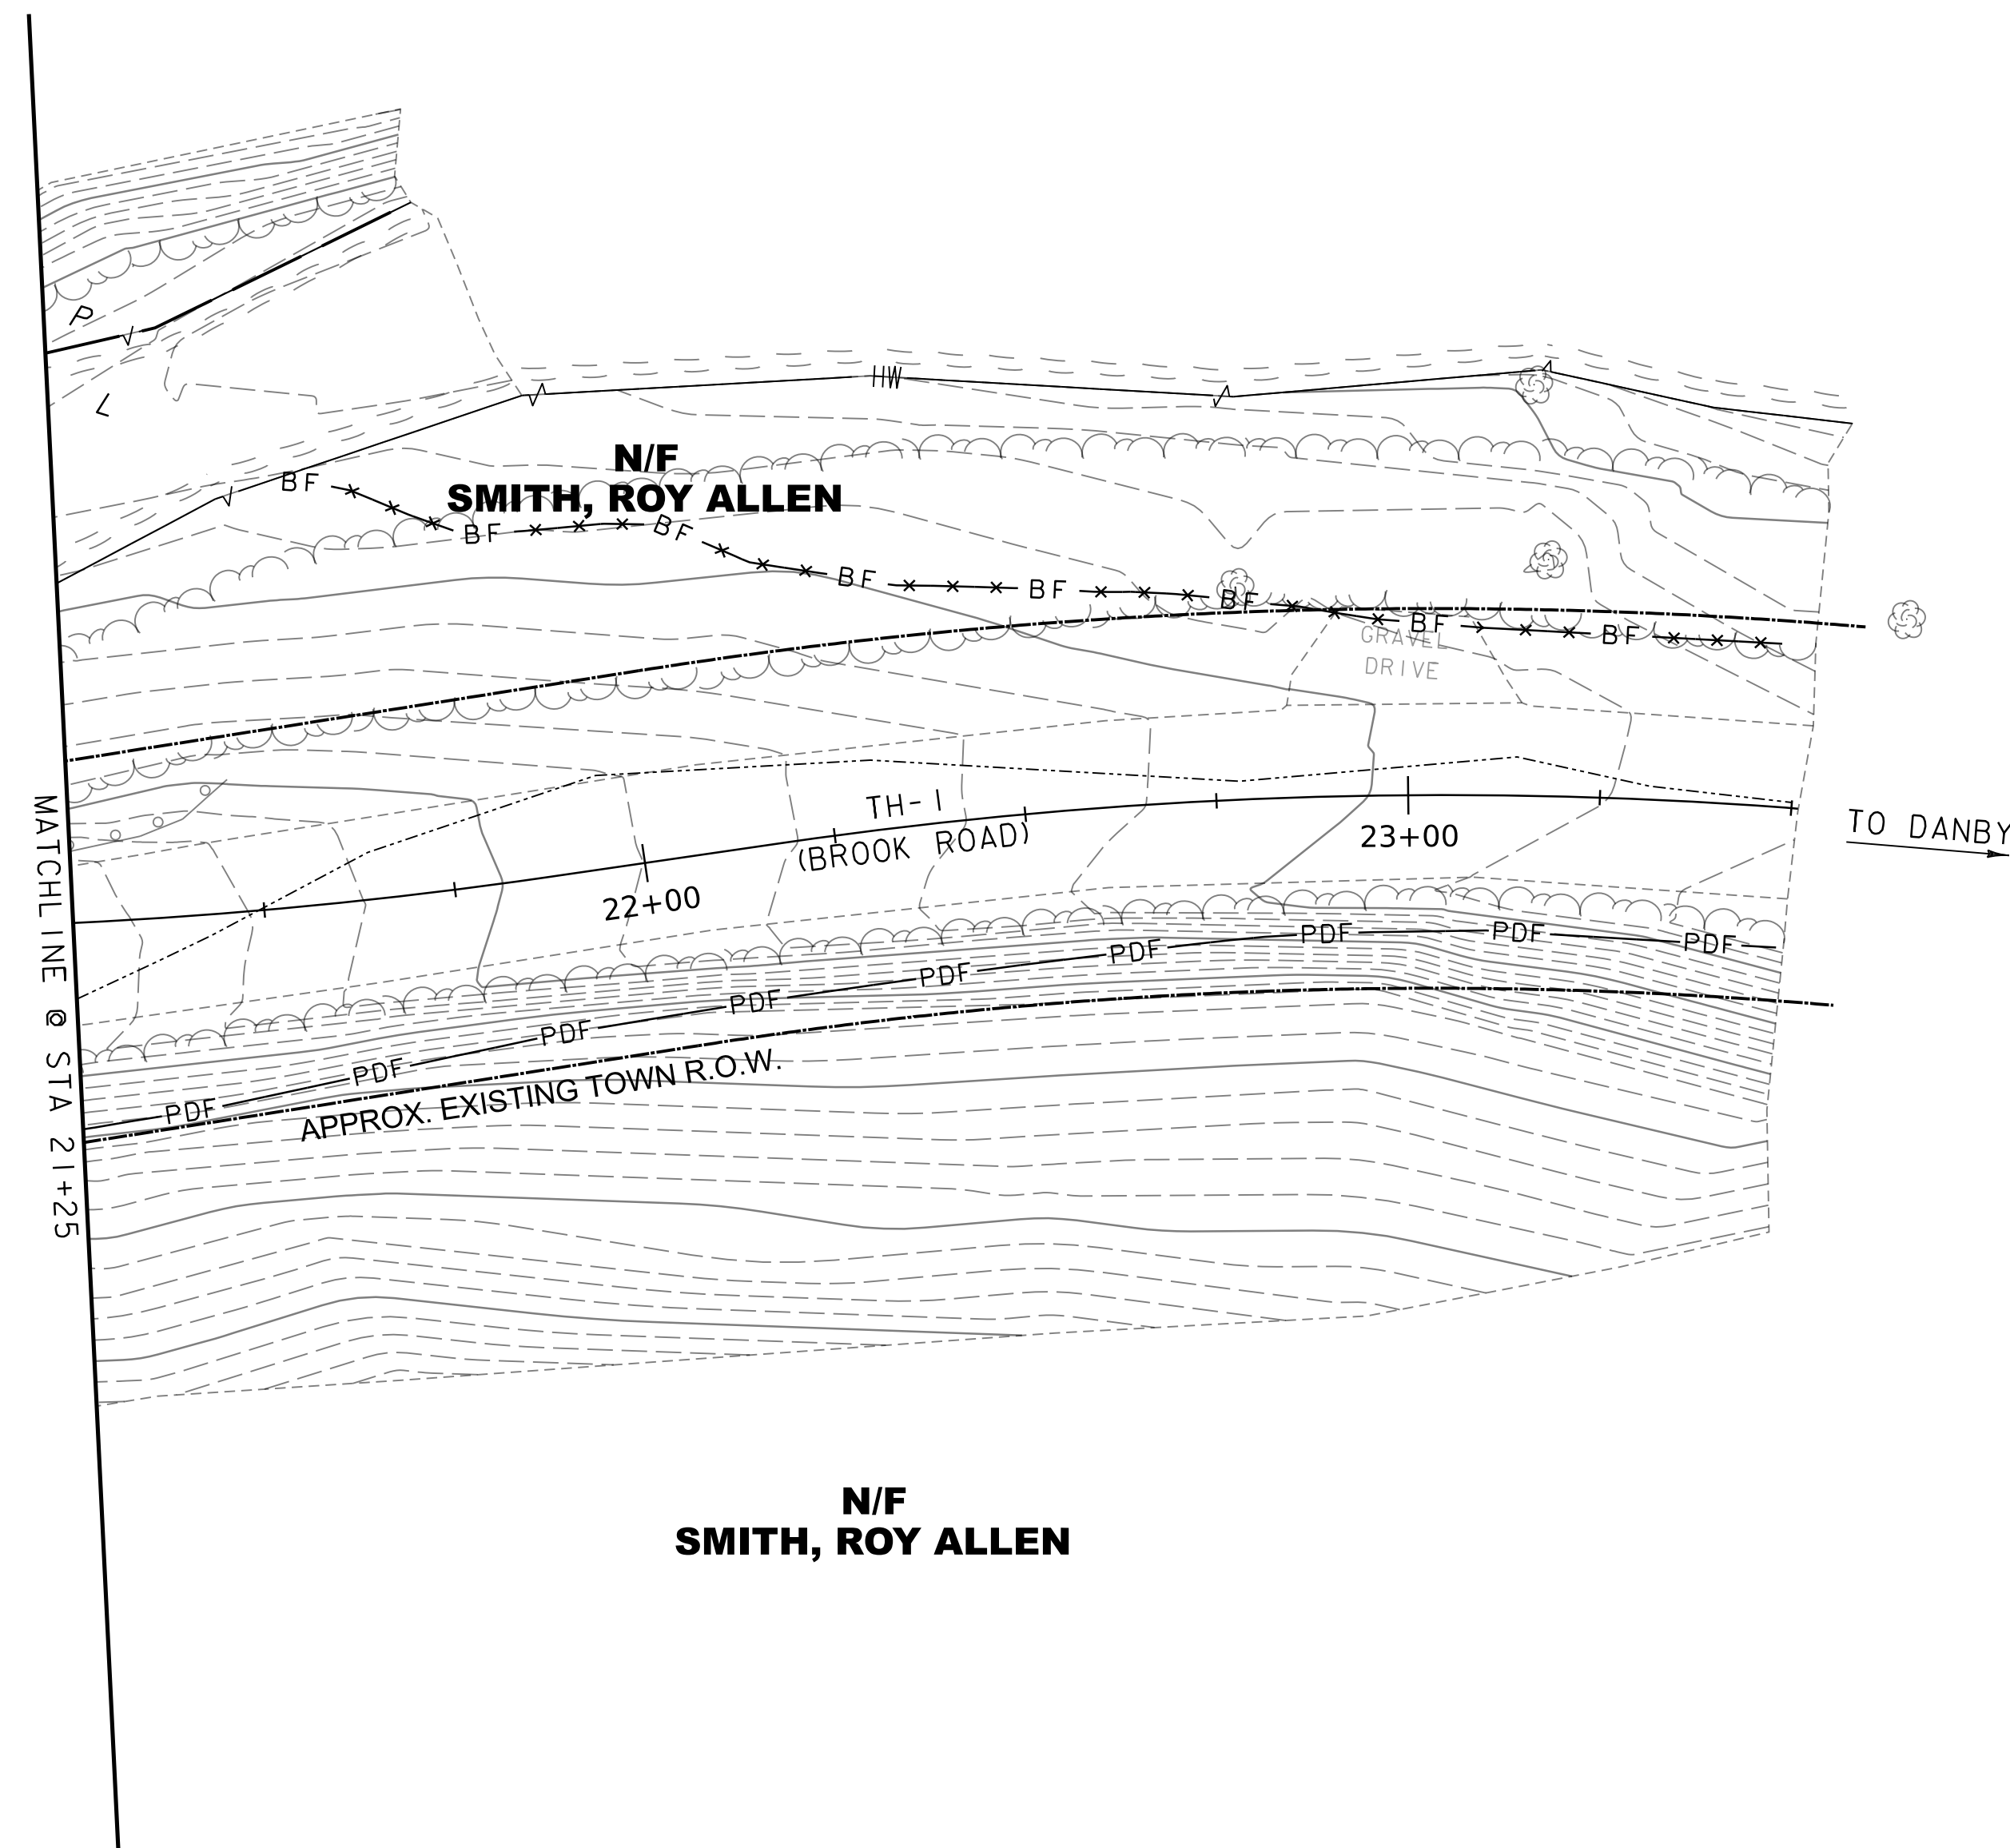 P
L
HW
N/F
SMITH, ROY ALLEN
BF BF BF BF BF BF BF BF
GRAVEL
DRIVE
TH-1
(BROOK ROAD)
22+00
23+00
TO DANBY
MATCHLINE @ STA 21+25
PDF PDF PDF PDF PDF PDF PDF PDF PDF
APPROX. EXISTING TOWN R.O.W.
N/F
SMITH, ROY ALLEN